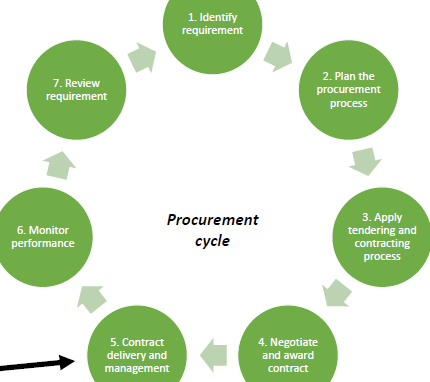 1. Identify
requirement
2. Plan the
procurement
process
3. Apply
tendering and
contracting
process
4. Negotiate
and award
contract
5. Contract
delivery and
management
6. Monitor
performance
7. Review
requirement
Procurement
cycle